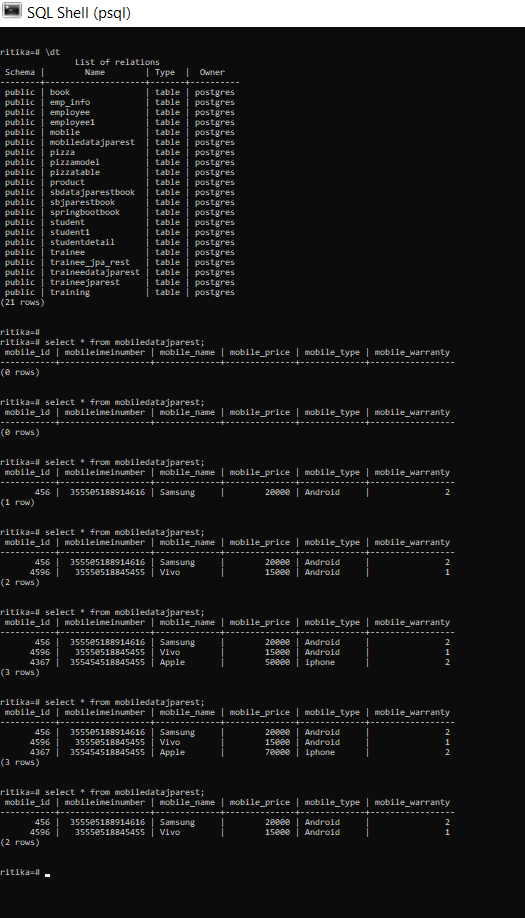 SQL Shell (psql)
ritika=# \dt
             List of relations
 Schema |        Name        | Type  |  Owner
--------+--------------------+-------+----------
 public | book               | table | postgres
 public | emp_info           | table | postgres
 public | employee           | table | postgres
 public | employee1          | table | postgres
 public | mobile             | table | postgres
 public | mobiledatajparest  | table | postgres
 public | pizza              | table | postgres
 public | pizzamodel         | table | postgres
 public | pizzatable         | table | postgres
 public | product            | table | postgres
 public | sbdatajparestbook  | table | postgres
 public | sbjparestbook      | table | postgres
 public | springbootbook     | table | postgres
 public | student            | table | postgres
 public | student1           | table | postgres
 public | studentdetail      | table | postgres
 public | trainee            | table | postgres
 public | trainee_jpa_rest   | table | postgres
 public | traineedatajparest | table | postgres
 public | traineejparest     | table | postgres
 public | training           | table | postgres
(21 rows)
ritika=#
ritika=# select * from mobiledatajparest;
 mobile_id | mobileimeinumber | mobile_name | mobile_price | mobile_type | mobile_warranty
-----------+------------------+-------------+--------------+-------------+-----------------
(0 rows)
ritika=# select * from mobiledatajparest;
 mobile_id | mobileimeinumber | mobile_name | mobile_price | mobile_type | mobile_warranty
-----------+------------------+-------------+--------------+-------------+-----------------
(0 rows)
ritika=# select * from mobiledatajparest;
 mobile_id | mobileimeinumber | mobile_name | mobile_price | mobile_type | mobile_warranty
-----------+------------------+-------------+--------------+-------------+-----------------
       456 |  355505188914616 | Samsung     |        20000 | Android     |               2
(1 row)
ritika=# select * from mobiledatajparest;
 mobile_id | mobileimeinumber | mobile_name | mobile_price | mobile_type | mobile_warranty
-----------+------------------+-------------+--------------+-------------+-----------------
       456 |  355505188914616 | Samsung     |        20000 | Android     |               2
      4596 |   35550518845455 | Vivo        |        15000 | Android     |               1
(2 rows)
ritika=# select * from mobiledatajparest;
 mobile_id | mobileimeinumber | mobile_name | mobile_price | mobile_type | mobile_warranty
-----------+------------------+-------------+--------------+-------------+-----------------
       456 |  355505188914616 | Samsung     |        20000 | Android     |               2
      4596 |   35550518845455 | Vivo        |        15000 | Android     |               1
      4367 |  355454518845455 | Apple       |        50000 | iphone      |               2
(3 rows)
ritika=# select * from mobiledatajparest;
 mobile_id | mobileimeinumber | mobile_name | mobile_price | mobile_type | mobile_warranty
-----------+------------------+-------------+--------------+-------------+-----------------
       456 |  355505188914616 | Samsung     |        20000 | Android     |               2
      4596 |   35550518845455 | Vivo        |        15000 | Android     |               1
      4367 |  355454518845455 | Apple       |        70000 | iphone      |               2
(3 rows)
ritika=# select * from mobiledatajparest;
 mobile_id | mobileimeinumber | mobile_name | mobile_price | mobile_type | mobile_warranty
-----------+------------------+-------------+--------------+-------------+-----------------
       456 |  355505188914616 | Samsung     |        20000 | Android     |               2
      4596 |   35550518845455 | Vivo        |        15000 | Android     |               1
(2 rows)
ritika=#